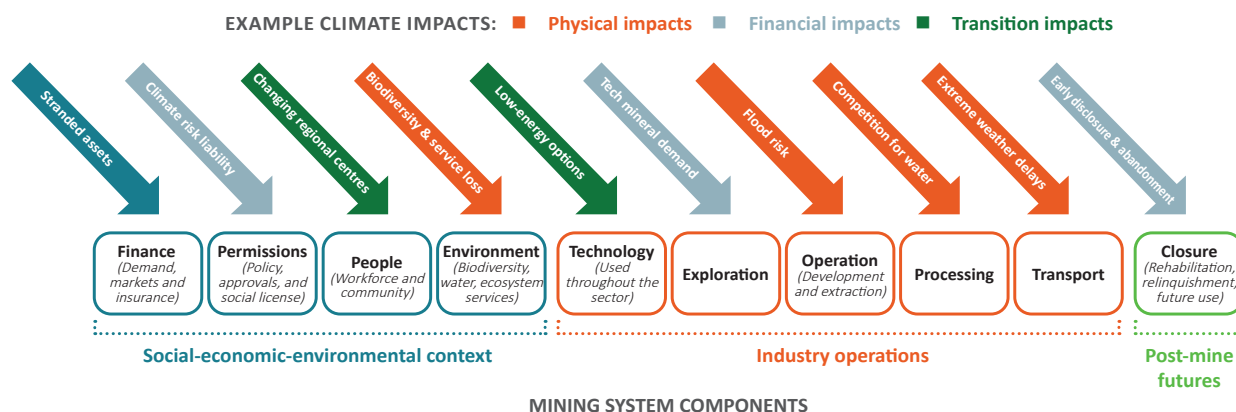 EXAMPLE CLIMATE IMPACTS: Physical impacts Financial impacts Transition impacts
Stranded assets
Climate risk liability
Changing regional centres
Biodiversity & service loss
Low-energy options
Tech mineral demand
Flood risk
Competition for water
Extreme weather delays
Early disclosure & abandonment
Finance
(Demand,
markets and
insurance)
Permissions
(Policy,
approvals, and
social license)
People
(Workforce and
community)
Environment
(Biodiversity,
water, ecosystem
services)
Technology
(Used
throughout the
sector)
Exploration
Operation
(Development
and extraction)
Processing
Transport
Closure
(Rehabilitation,
relinquishment,
future use)
Social-economic-environmental context
Industry operations
Post-mine
futures
MINING SYSTEM COMPONENTS